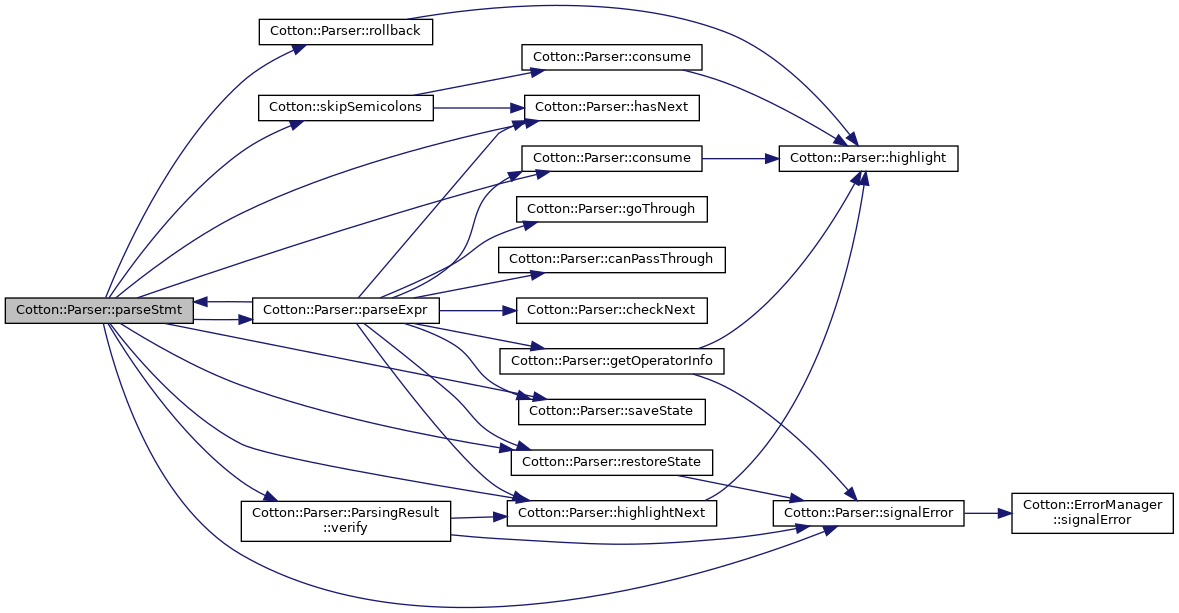 Cotton::Parser::rollback
Cotton::Parser::consume
Cotton::skipSemicolons
Cotton::Parser::hasNext
Cotton::Parser::consume
Cotton::Parser::highlight
Cotton::Parser::goThrough
Cotton::Parser::canPassThrough
Cotton::Parser::parseStmt
Cotton::Parser::parseExpr
Cotton::Parser::checkNext
Cotton::Parser::getOperatorInfo
Cotton::Parser::saveState
Cotton::Parser::restoreState
Cotton::Parser::ParsingResult
::verify
Cotton::Parser::highlightNext
Cotton::Parser::signalError
Cotton::ErrorManager
::signalError